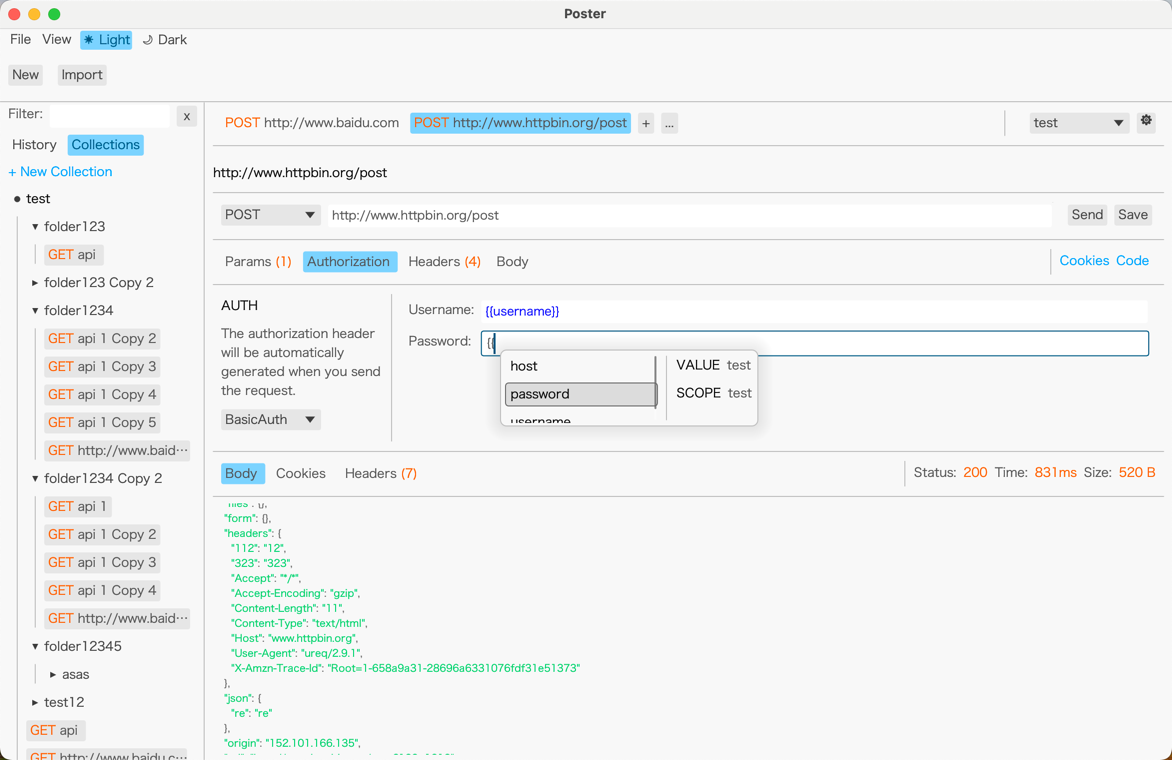 Poster
File View Light Dark
New Import
Filter: x
History Collections
+ New Collection
test
folder123
GET api
folder123 Copy 2
folder1234
GET api 1 Copy 2
GET api 1 Copy 3
GET api 1 Copy 4
GET api 1 Copy 5
GET http://www.baid···
folder1234 Copy 2
GET api 1
GET api 1 Copy 2
GET api 1 Copy 3
GET api 1 Copy 4
GET http://www.baid···
folder12345
asas
test12
GET api
GET http://www.baidu.c···
POST http://www.baidu.com POST http://www.httpbin.org/post + ... test
http://www.httpbin.org/post
POST http://www.httpbin.org/post Send Save
Params (1) Authorization Headers (4) Body Cookies Code
AUTH
The authorization header
will be automatically
generated when you send
the request.
BasicAuth
Username: {{username}}
Password: {{
host
password
username
VALUE test
SCOPE test
Body Cookies Headers (7) Status: 200 Time: 831ms Size: 520 B
"files": {},
"form": {},
"headers": {
"112": "12",
"323": "323",
"Accept": "*/*",
"Accept-Encoding": "gzip",
"Content-Length": "11",
"Content-Type": "text/html",
"Host": "www.httpbin.org",
"User-Agent": "ureq/2.9.1",
"X-Amzn-Trace-Id": "Root=1-658a9a31-28696a6331076fdf31e51373"
},
"json": {
"re": "re"
},
"origin": "152.101.166.135",